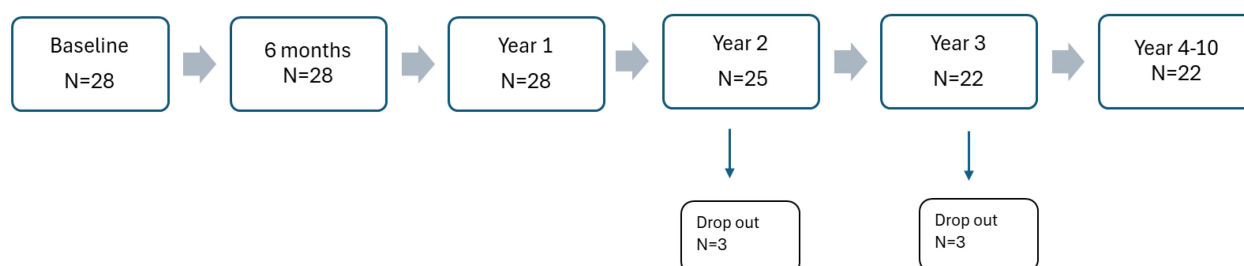 Baseline
N=28
6 months
N=28
Year 1
N=28
Year 2
N=25
Year 3
N=22
Year 4-10
N=22
Drop out
N=3
Drop out
N=3